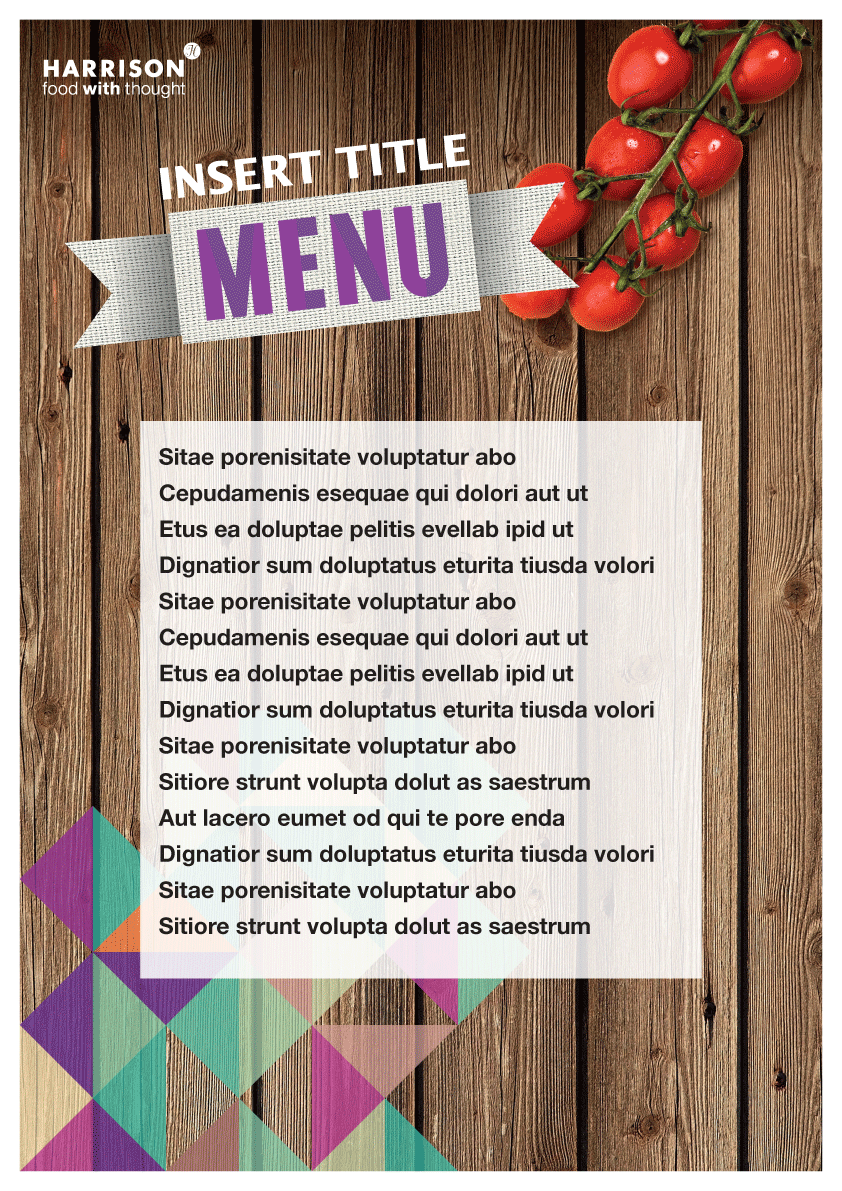 HARRISON H
food with thought
INSERT TITLE
MENU
Sitae porenisitate voluptatur abo
Cepudamenis esequae qui dolori aut ut
Etus ea doluptae pelitis evellab ipid ut
Dignatior sum doluptatus eturita tiusda volori
Sitae porenisitate voluptatur abo
Cepudamenis esequae qui dolori aut ut
Etus ea doluptae pelitis evellab ipid ut
Dignatior sum doluptatus eturita tiusda volori
Sitae porenisitate voluptatur abo
Sitiore strunt volupta dolut as saestrum
Aut lacero eumet od qui te pore enda
Dignatior sum doluptatus eturita tiusda volori
Sitae porenisitate voluptatur abo
Sitiore strunt volupta dolut as saestrum